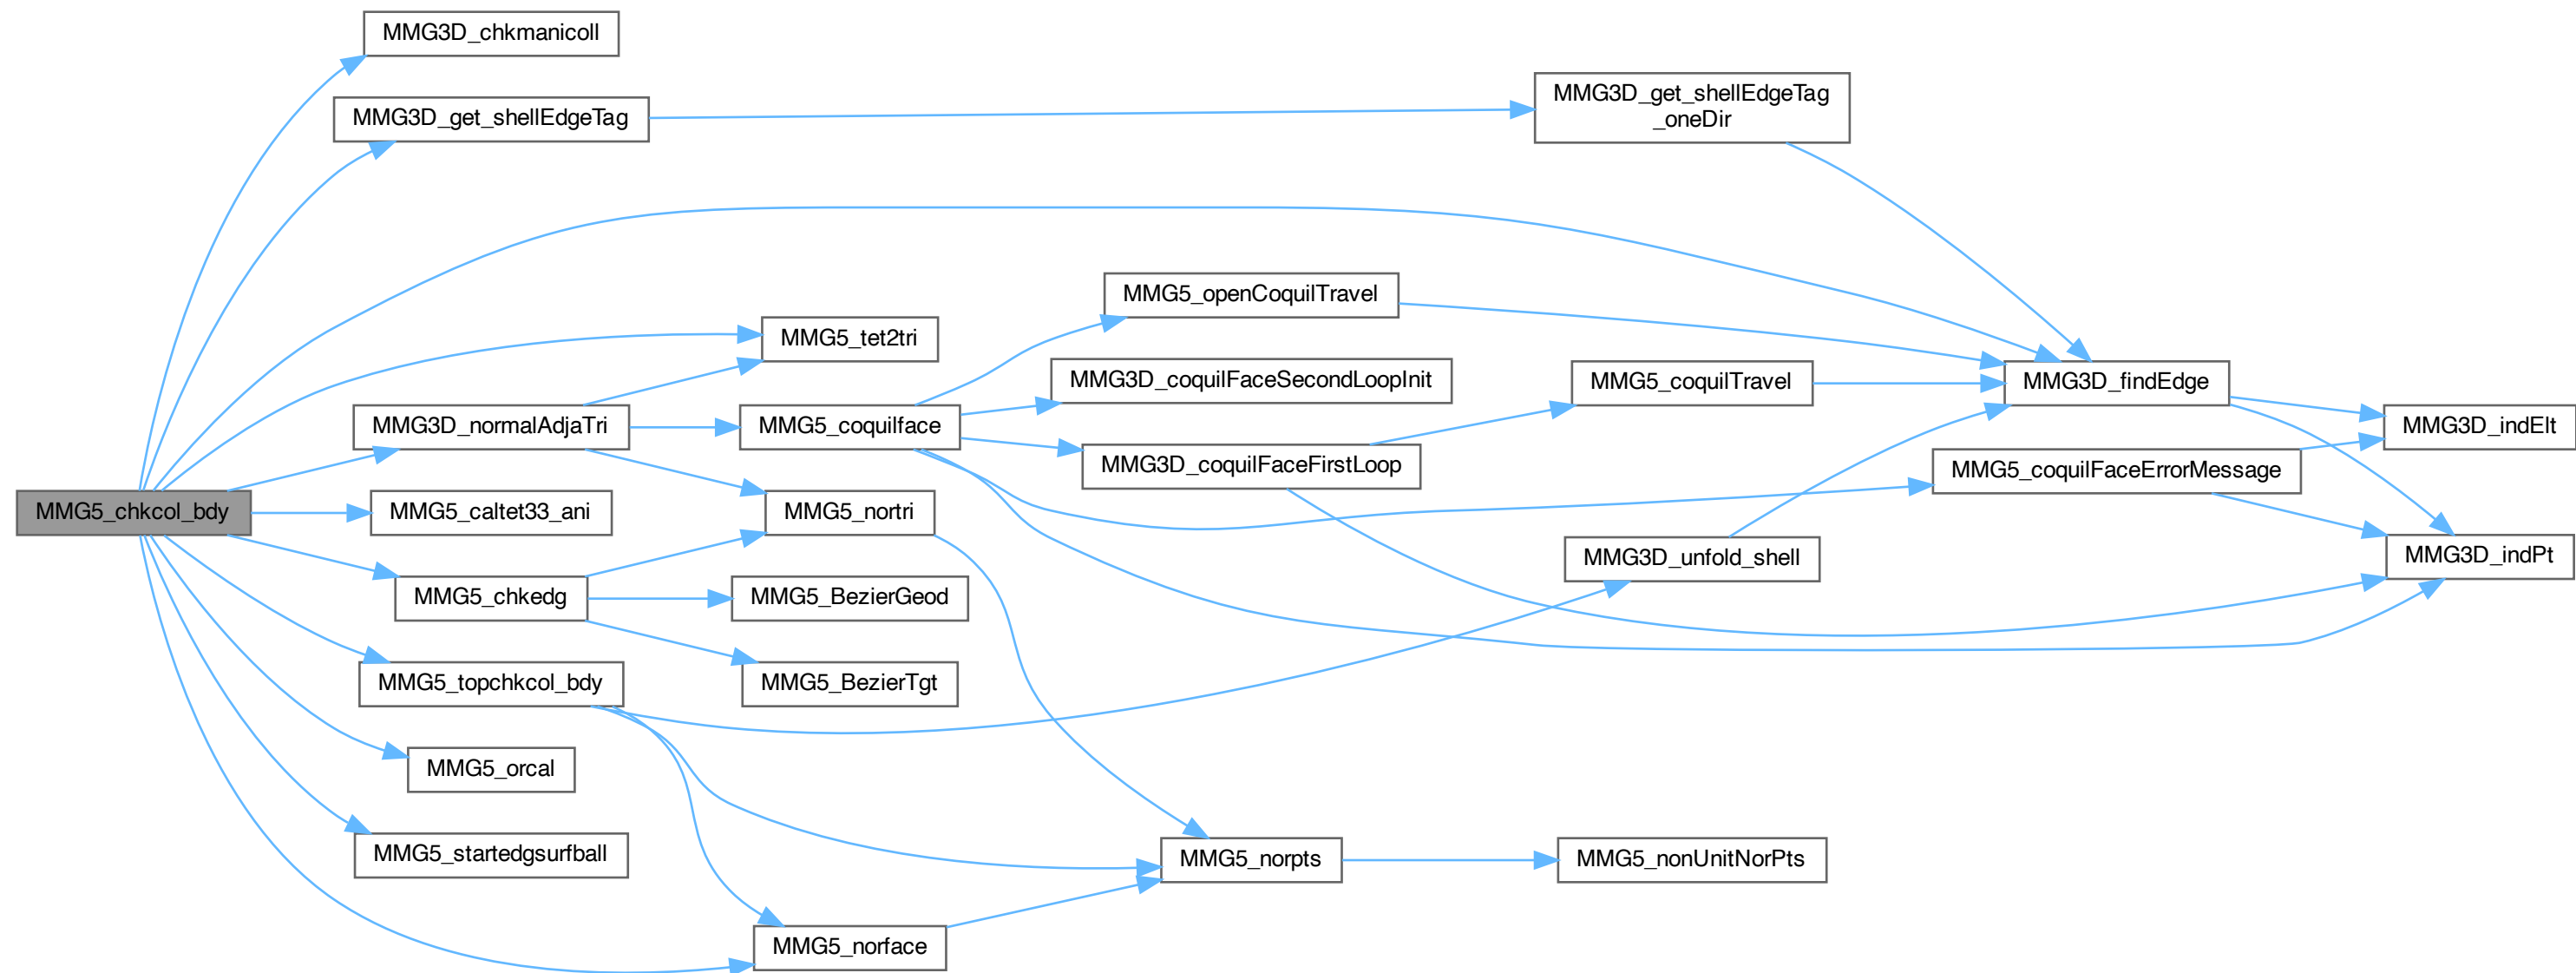 MMG3D_chkmanicoll
MMG3D_get_shellEdgeTag
MMG3D_get_shellEdgeTag
_oneDir
MMG5_openCoquilTravel
MMG5_tet2tri
MMG3D_coquilFaceSecondLoopInit
MMG5_coquilTravel
MMG3D_findEdge
MMG3D_normalAdjaTri
MMG5_coquilface
MMG3D_indElt
MMG3D_coquilFaceFirstLoop
MMG5_coquilFaceErrorMessage
MMG5_chkcol_bdy
MMG5_caltet33_ani
MMG5_nortri
MMG3D_unfold_shell
MMG3D_indPt
MMG5_chkedg
MMG5_BezierGeod
MMG5_topchkcol_bdy
MMG5_BezierTgt
MMG5_orcal
MMG5_startedgsurfball
MMG5_norpts
MMG5_nonUnitNorPts
MMG5_norface